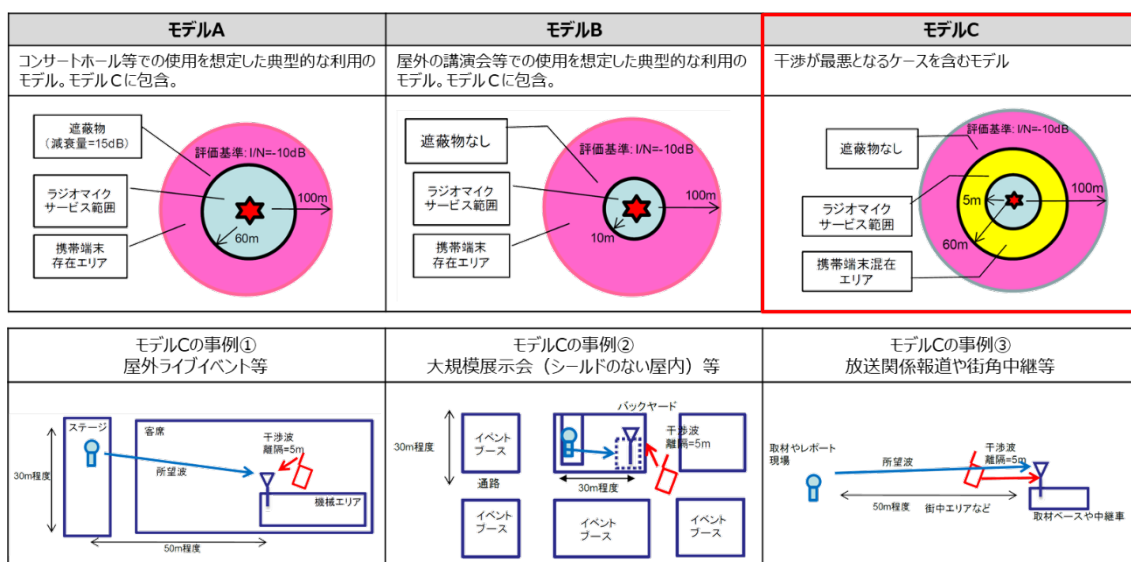 モデルA
モデルB
モデルC
コンサートホール等での使用を想定した典型的な利用の
モデル。モデルCに包含。
屋外の講演会等での使用を想定した典型的な利用の
モデル。モデルCに包含。
干渉が最悪となるケースを含むモデル
遮蔽物
(減衰量=15dB)
ラジオマイク
サービス範囲
携帯端末
存在エリア
評価基準: I/N=-10dB
100m
60m
遮蔽物なし
ラジオマイク
サービス範囲
携帯端末
存在エリア
評価基準: I/N=-10dB
100m
10m
遮蔽物なし
ラジオマイク
サービス範囲
携帯端末混在
エリア
評価基準: I/N=-10dB
5m
100m
60m
モデルCの事例①
屋外ライブイベント等
モデルCの事例②
大規模展示会(シールドのない屋内)等
モデルCの事例③
放送関係報道や街角中継等
ステージ
客席
干渉波
離隔=5m
30m程度
所望波
機械エリア
50m程度
バックヤード
干渉波
離隔=5m
30m程度
イベント
ブース
通路
30m程度
イベント
ブース
イベント
ブース
イベント
ブース
取材やレポート
現場
所望波
干渉波
離隔=5m
50m程度
街中エリアなど
取材ベースや中継車